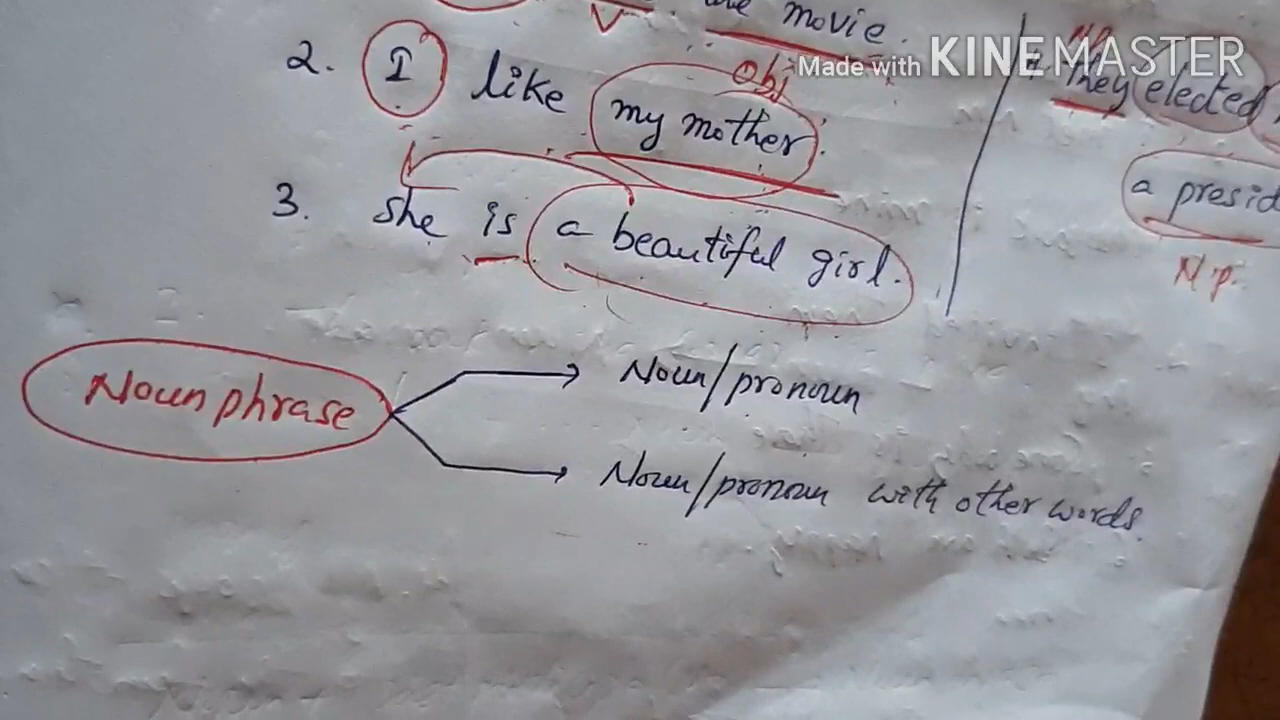 the movie.
V
Made with KINEMASTER
2. I like my mother.
obj
3. she is a beautiful girl.
they elected
a presid
N.p.
Noun phrase
Noun/pronoun
Noun/pronoun with other words.